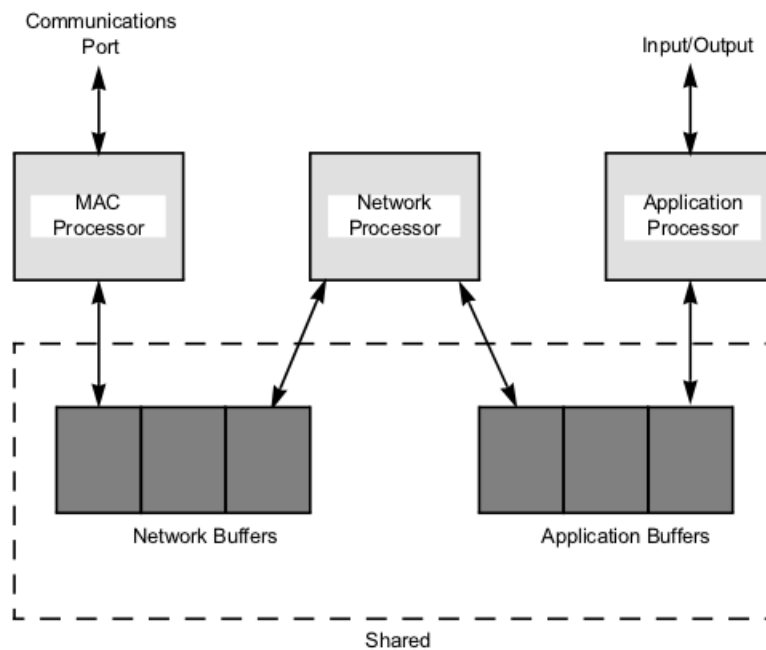 Communications
Port
Input/Output
MAC
Processor
Network
Processor
Application
Processor
Network Buffers
Application Buffers
Shared